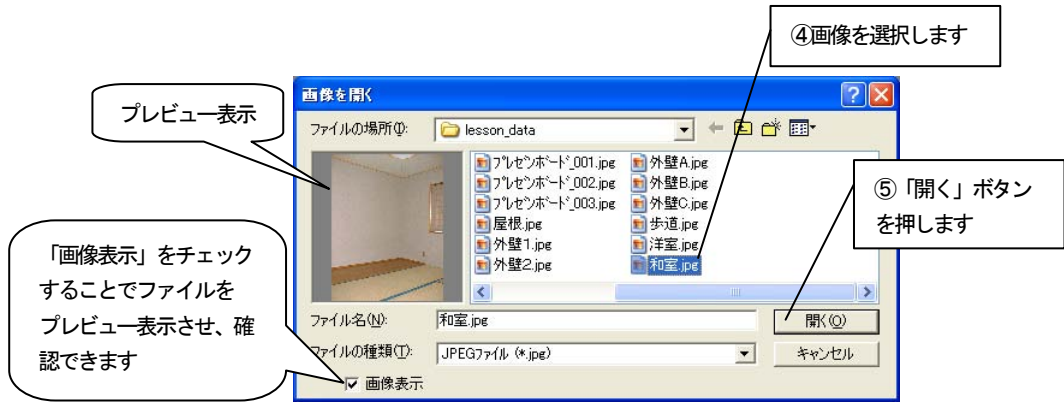 ④画像を選択します
プレビュー表示
画像を開く
ファイルの場所(I):
lesson_data
プレゼンボード_001.jpg
プレゼンボード_002.jpg
プレゼンボード_003.jpg
屋根.jpg
外壁1.jpg
外壁2.jpg
外壁A.jpg
外壁B.jpg
外壁C.jpg
歩道.jpg
洋室.jpg
和室.jpg
⑤「開く」ボタン
を押します
「画像表示」をチェック
することでファイルを
プレビュー表示させ、確
認できます
ファイル名(N):
和室.jpg
開く(O)
ファイルの種類(T):
JPEGファイル (*.jpg)
キャンセル
画像表示